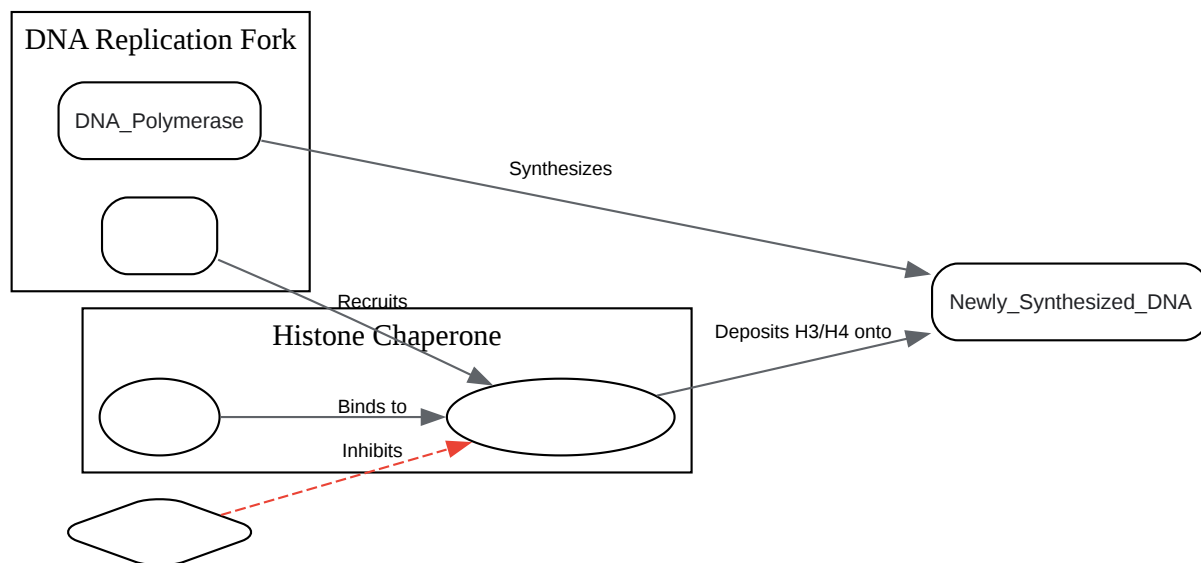 DNA Replication Fork
DNA_Polymerase
Synthesizes
Recruits
Newly_Synthesized_DNA
Histone Chaperone
Deposits H3/H4 onto
Binds to
Inhibits